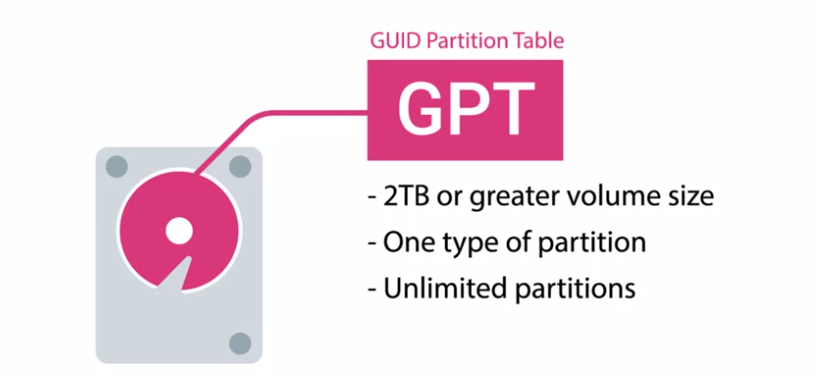 GUID Partition Table
GPT
- 2TB or greater volume size
- One type of partition
- Unlimited partitions